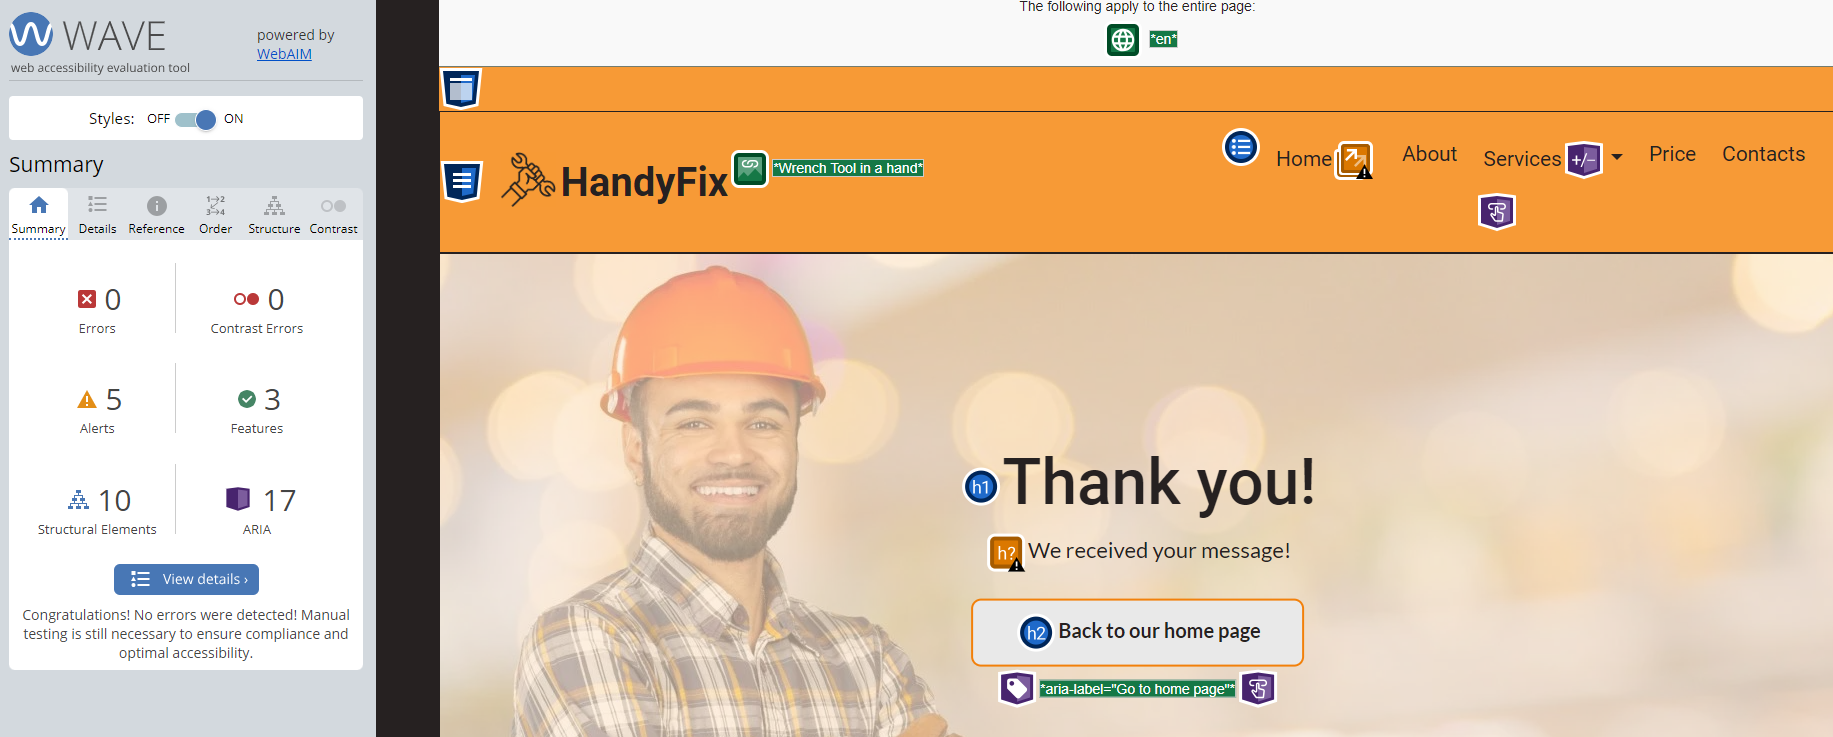 WAVE
web accessibility evaluation tool
powered by
WebAIM
Styles: OFF ON
Summary
Summary Details Reference Order Structure Contrast
0
Errors
0
Contrast Errors
5
Alerts
3
Features
10
Structural Elements
17
ARIA
View details ›
Congratulations! No errors were detected! Manual
testing is still necessary to ensure compliance and
optimal accessibility.
The following apply to the entire page:
*en*
HandyFix
*Wrench Tool in a hand*
Home About Services +/− Price Contacts
h1 Thank you!
h? We received your message!
h2 Back to our home page
*aria-label="Go to home page"*